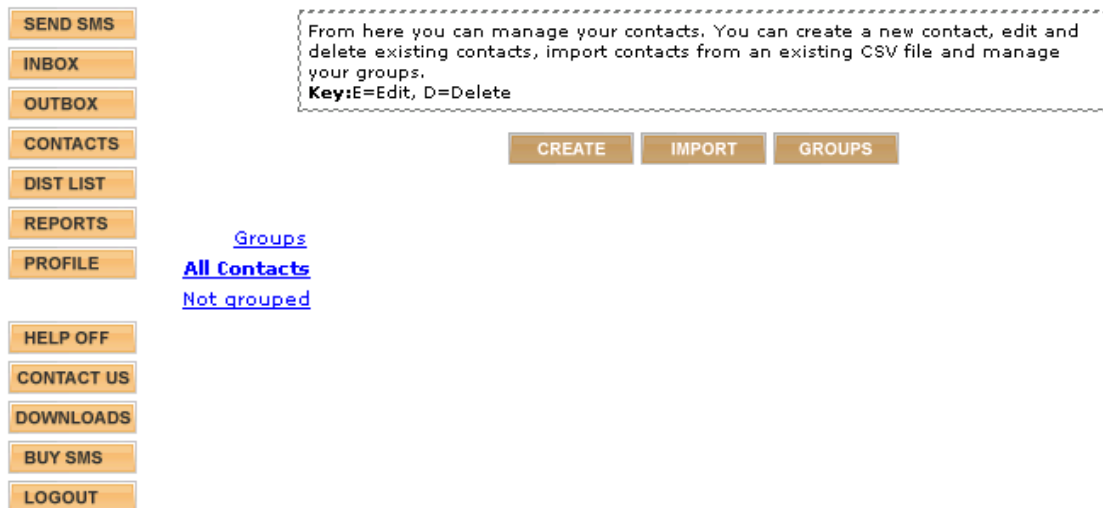 SEND SMS
INBOX
OUTBOX
CONTACTS
DIST LIST
REPORTS
PROFILE
HELP OFF
CONTACT US
DOWNLOADS
BUY SMS
LOGOUT
From here you can manage your contacts. You can create a new contact, edit and
delete existing contacts, import contacts from an existing CSV file and manage
your groups.
Key:E=Edit, D=Delete
CREATE
IMPORT
GROUPS
Groups
All Contacts
Not grouped